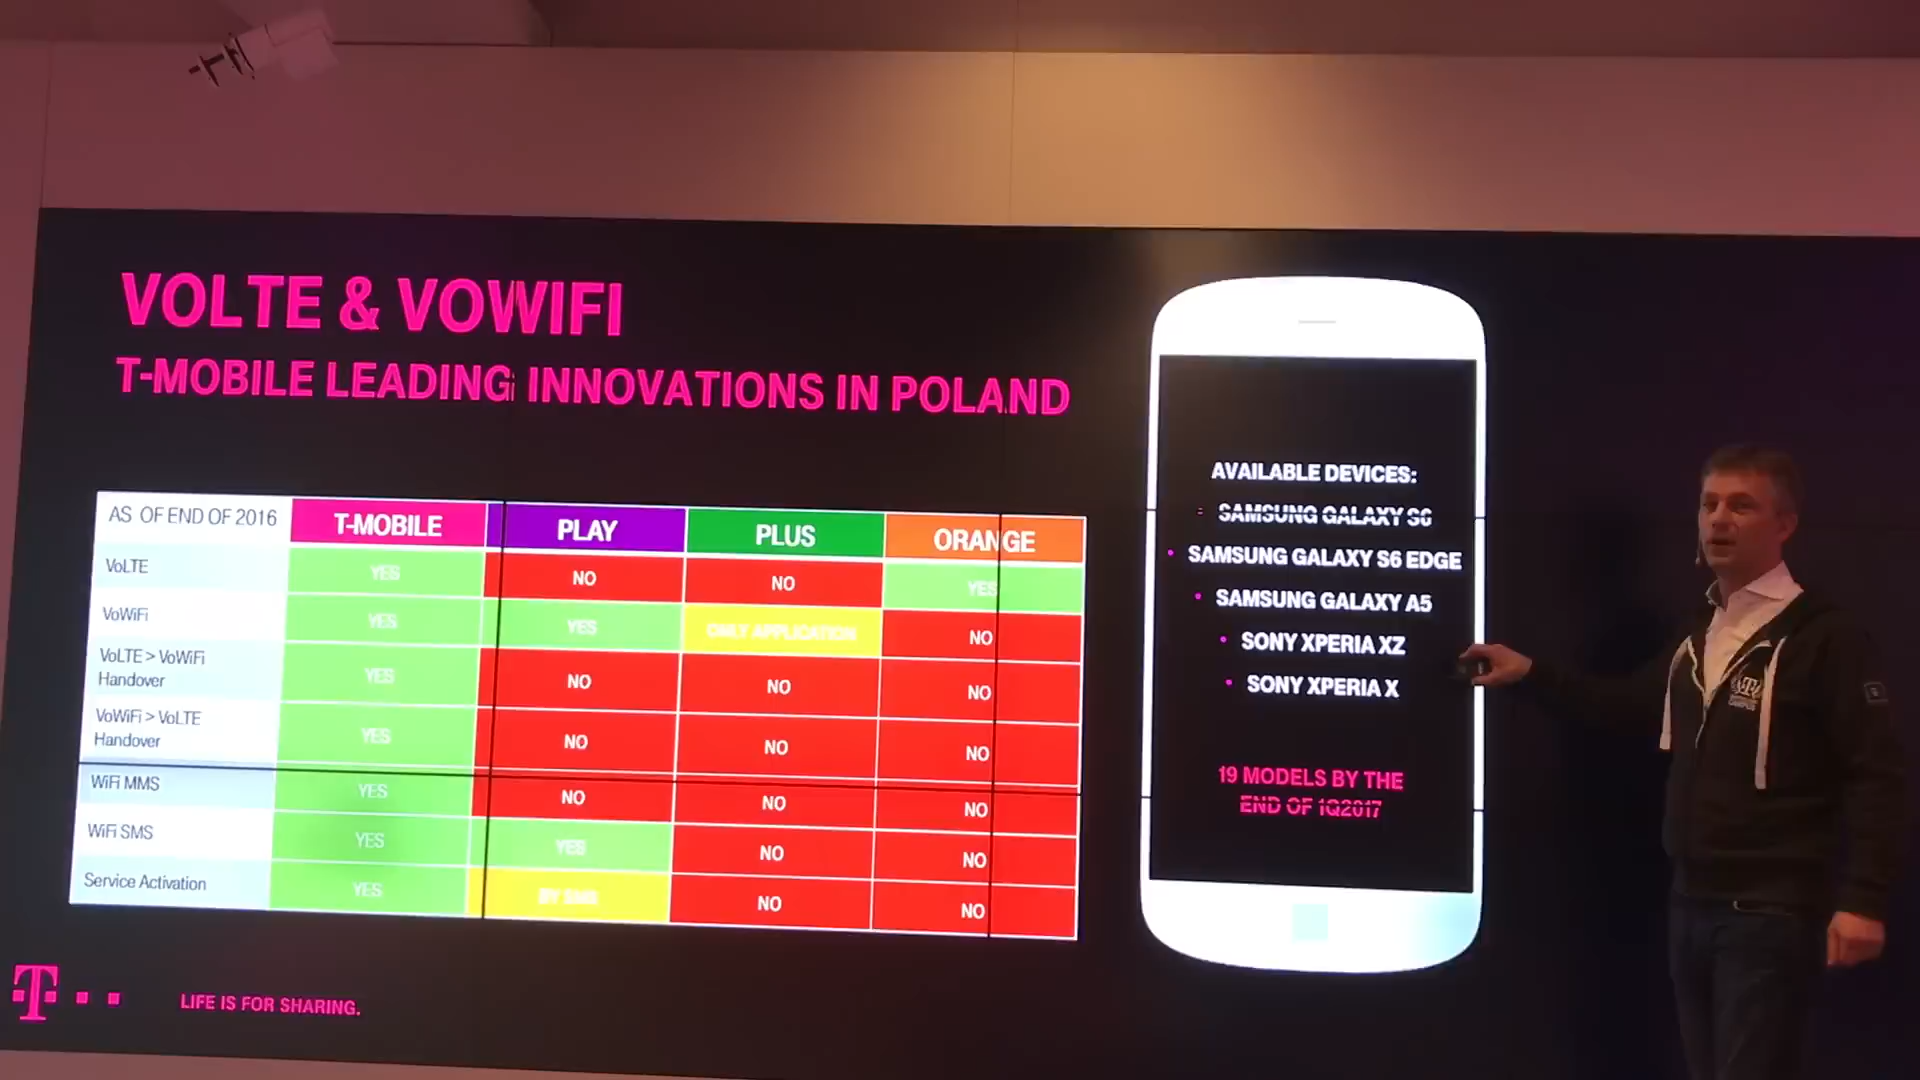 VOLTE & VOWIFI
T-MOBILE LEADING INNOVATIONS IN POLAND
AS OF END OF 2016 T-MOBILE PLAY PLUS ORANGE
VoLTE YES NO NO YES
VoWiFi YES YES ONLY APPLICATION NO
VoLTE > VoWiFi
Handover YES NO NO NO
VoWiFi > VoLTE
Handover YES NO NO NO
WiFi MMS YES NO NO NO
WiFi SMS YES YES NO NO
Service Activation YES BY SMS NO NO
AVAILABLE DEVICES:
• SAMSUNG GALAXY S6
• SAMSUNG GALAXY S6 EDGE
• SAMSUNG GALAXY A5
• SONY XPERIA XZ
• SONY XPERIA X
19 MODELS BY THE
END OF 1Q2017
T
LIFE IS FOR SHARING.
T
CAMPUS